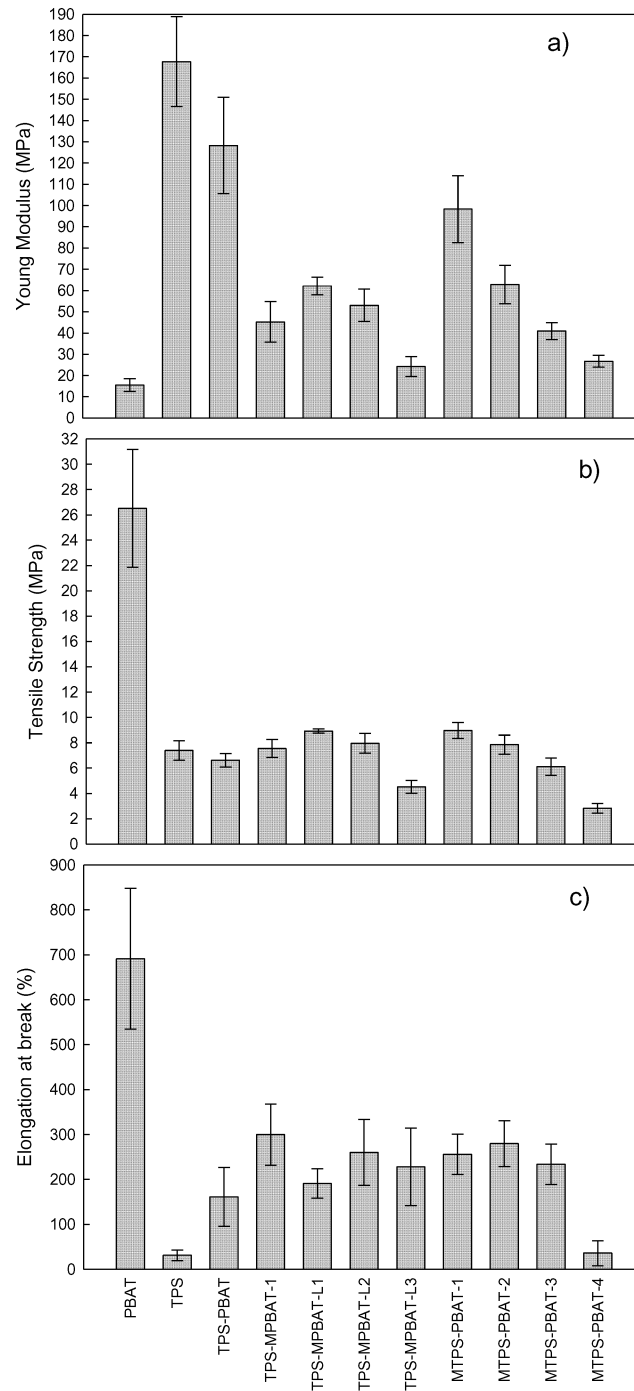 a)
Young Modulus (MPa)
190
180
170
160
150
140
130
120
110
100
90
80
70
60
50
40
30
20
10
0
b)
Tensile Strength (MPa)
32
30
28
26
24
22
20
18
16
14
12
10
8
6
4
2
0
c)
Elongation at break (%)
900
800
700
600
500
400
300
200
100
0
PBAT
TPS
TPS-PBAT
TPS-MPBAT-1
TPS-MPBAT-L1
TPS-MPBAT-L2
TPS-MPBAT-L3
MTPS-PBAT-1
MTPS-PBAT-2
MTPS-PBAT-3
MTPS-PBAT-4